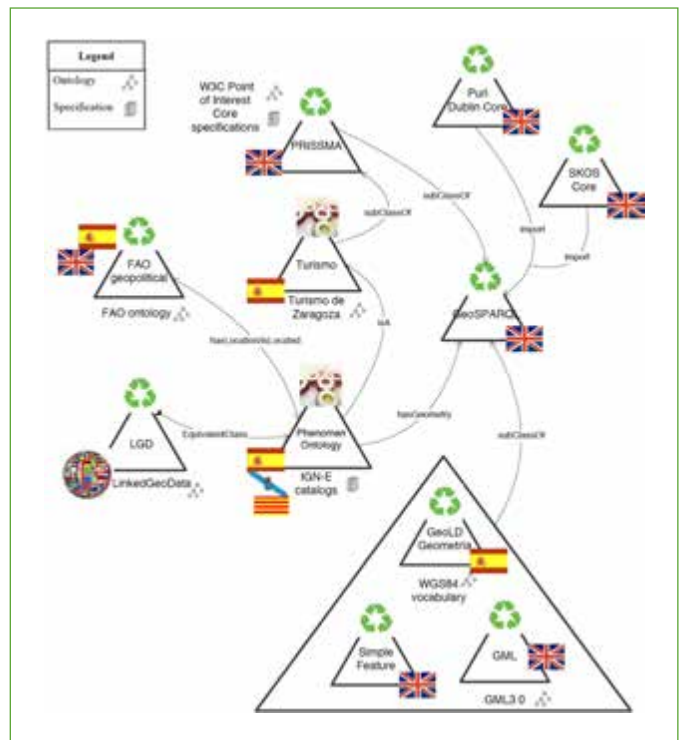 Legend
Ontology
Specification
W3C Point
of Interest
Core
specifications
PRISSMA
Purl
Dublin Core
SKOS
Core
subClassOf
subClassOf
import
import
FAO
geopolitical
FAO ontology
Turismo
Turismo de
Zaragoza
GeoSPARQL
isA
hasLocation/isLocated
LGD
LinkedGeoData
EquivalentClass
Phenomen
Ontology
IGN-E
catalogs
hasGeometry
subClassOf
GeoLD
Geometria
WGS84
vocabulary
Simple
Feature
GML
GML3.0